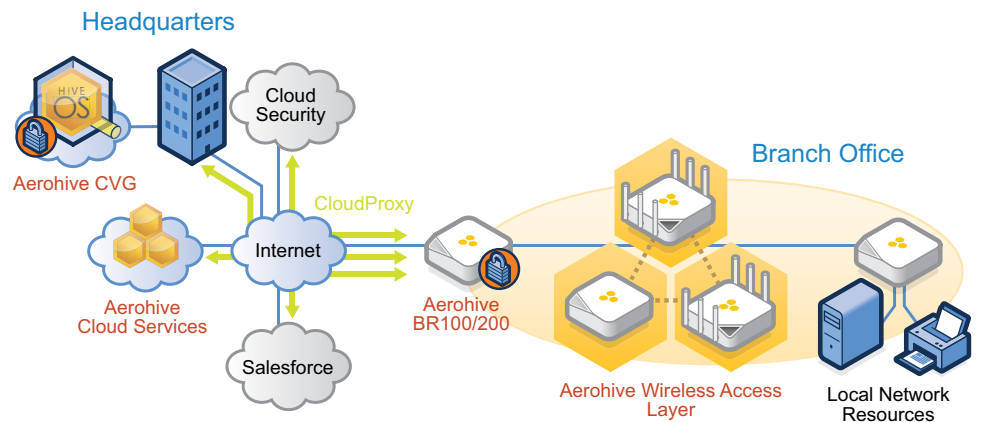 Headquarters
HIVE
OS
Aerohive CVG
Cloud
Security
CloudProxy
Internet
Aerohive
Cloud Services
Salesforce
Aerohive
BR100/200
Branch Office
Aerohive Wireless Access
Layer
Local Network
Resources